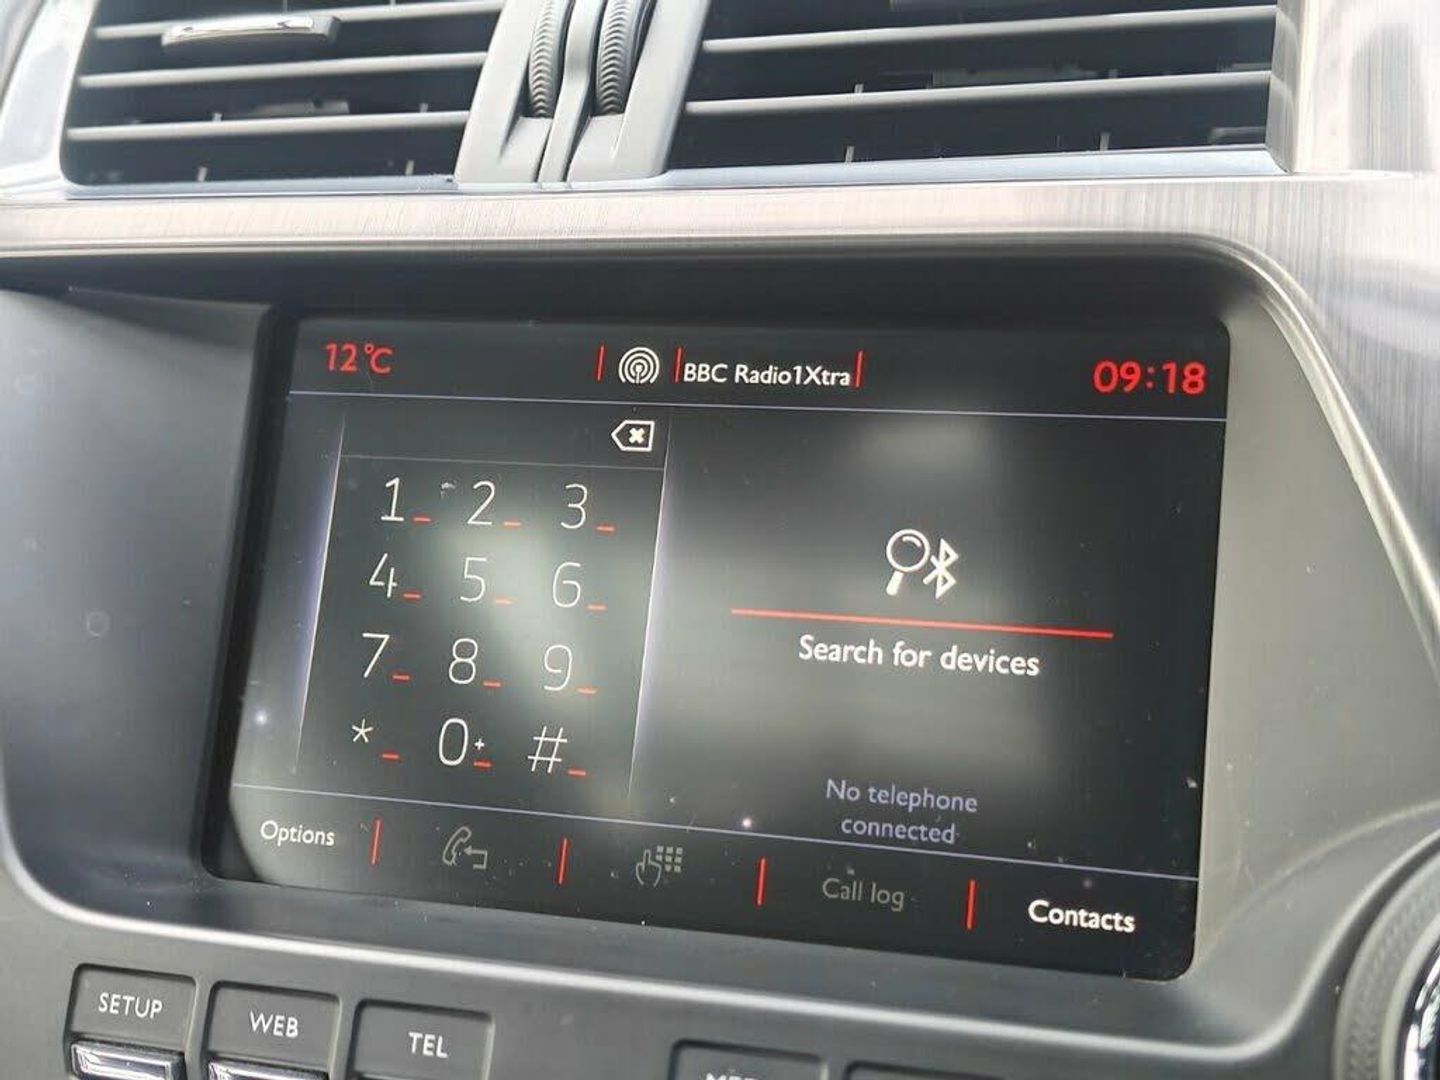 12°C BBC Radio1Xtra 09:18
1 2 3
4 5 6
7 8 9
* 0+ #
Search for devices
No telephone
connected
Options Call log Contacts
SETUP WEB TEL